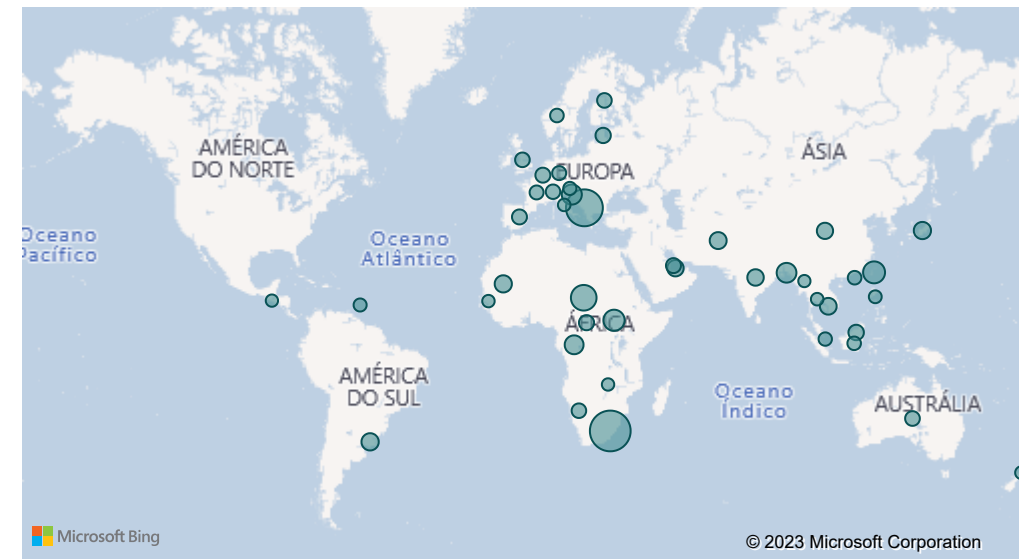 AMÉRICA
DO NORTE
EUROPA
ÁSIA
Oceano
Pacífico
Oceano
Atlântico
ÁFRICA
AMÉRICA
DO SUL
Oceano
Índico
AUSTRÁLIA
Microsoft Bing
© 2023 Microsoft Corporation